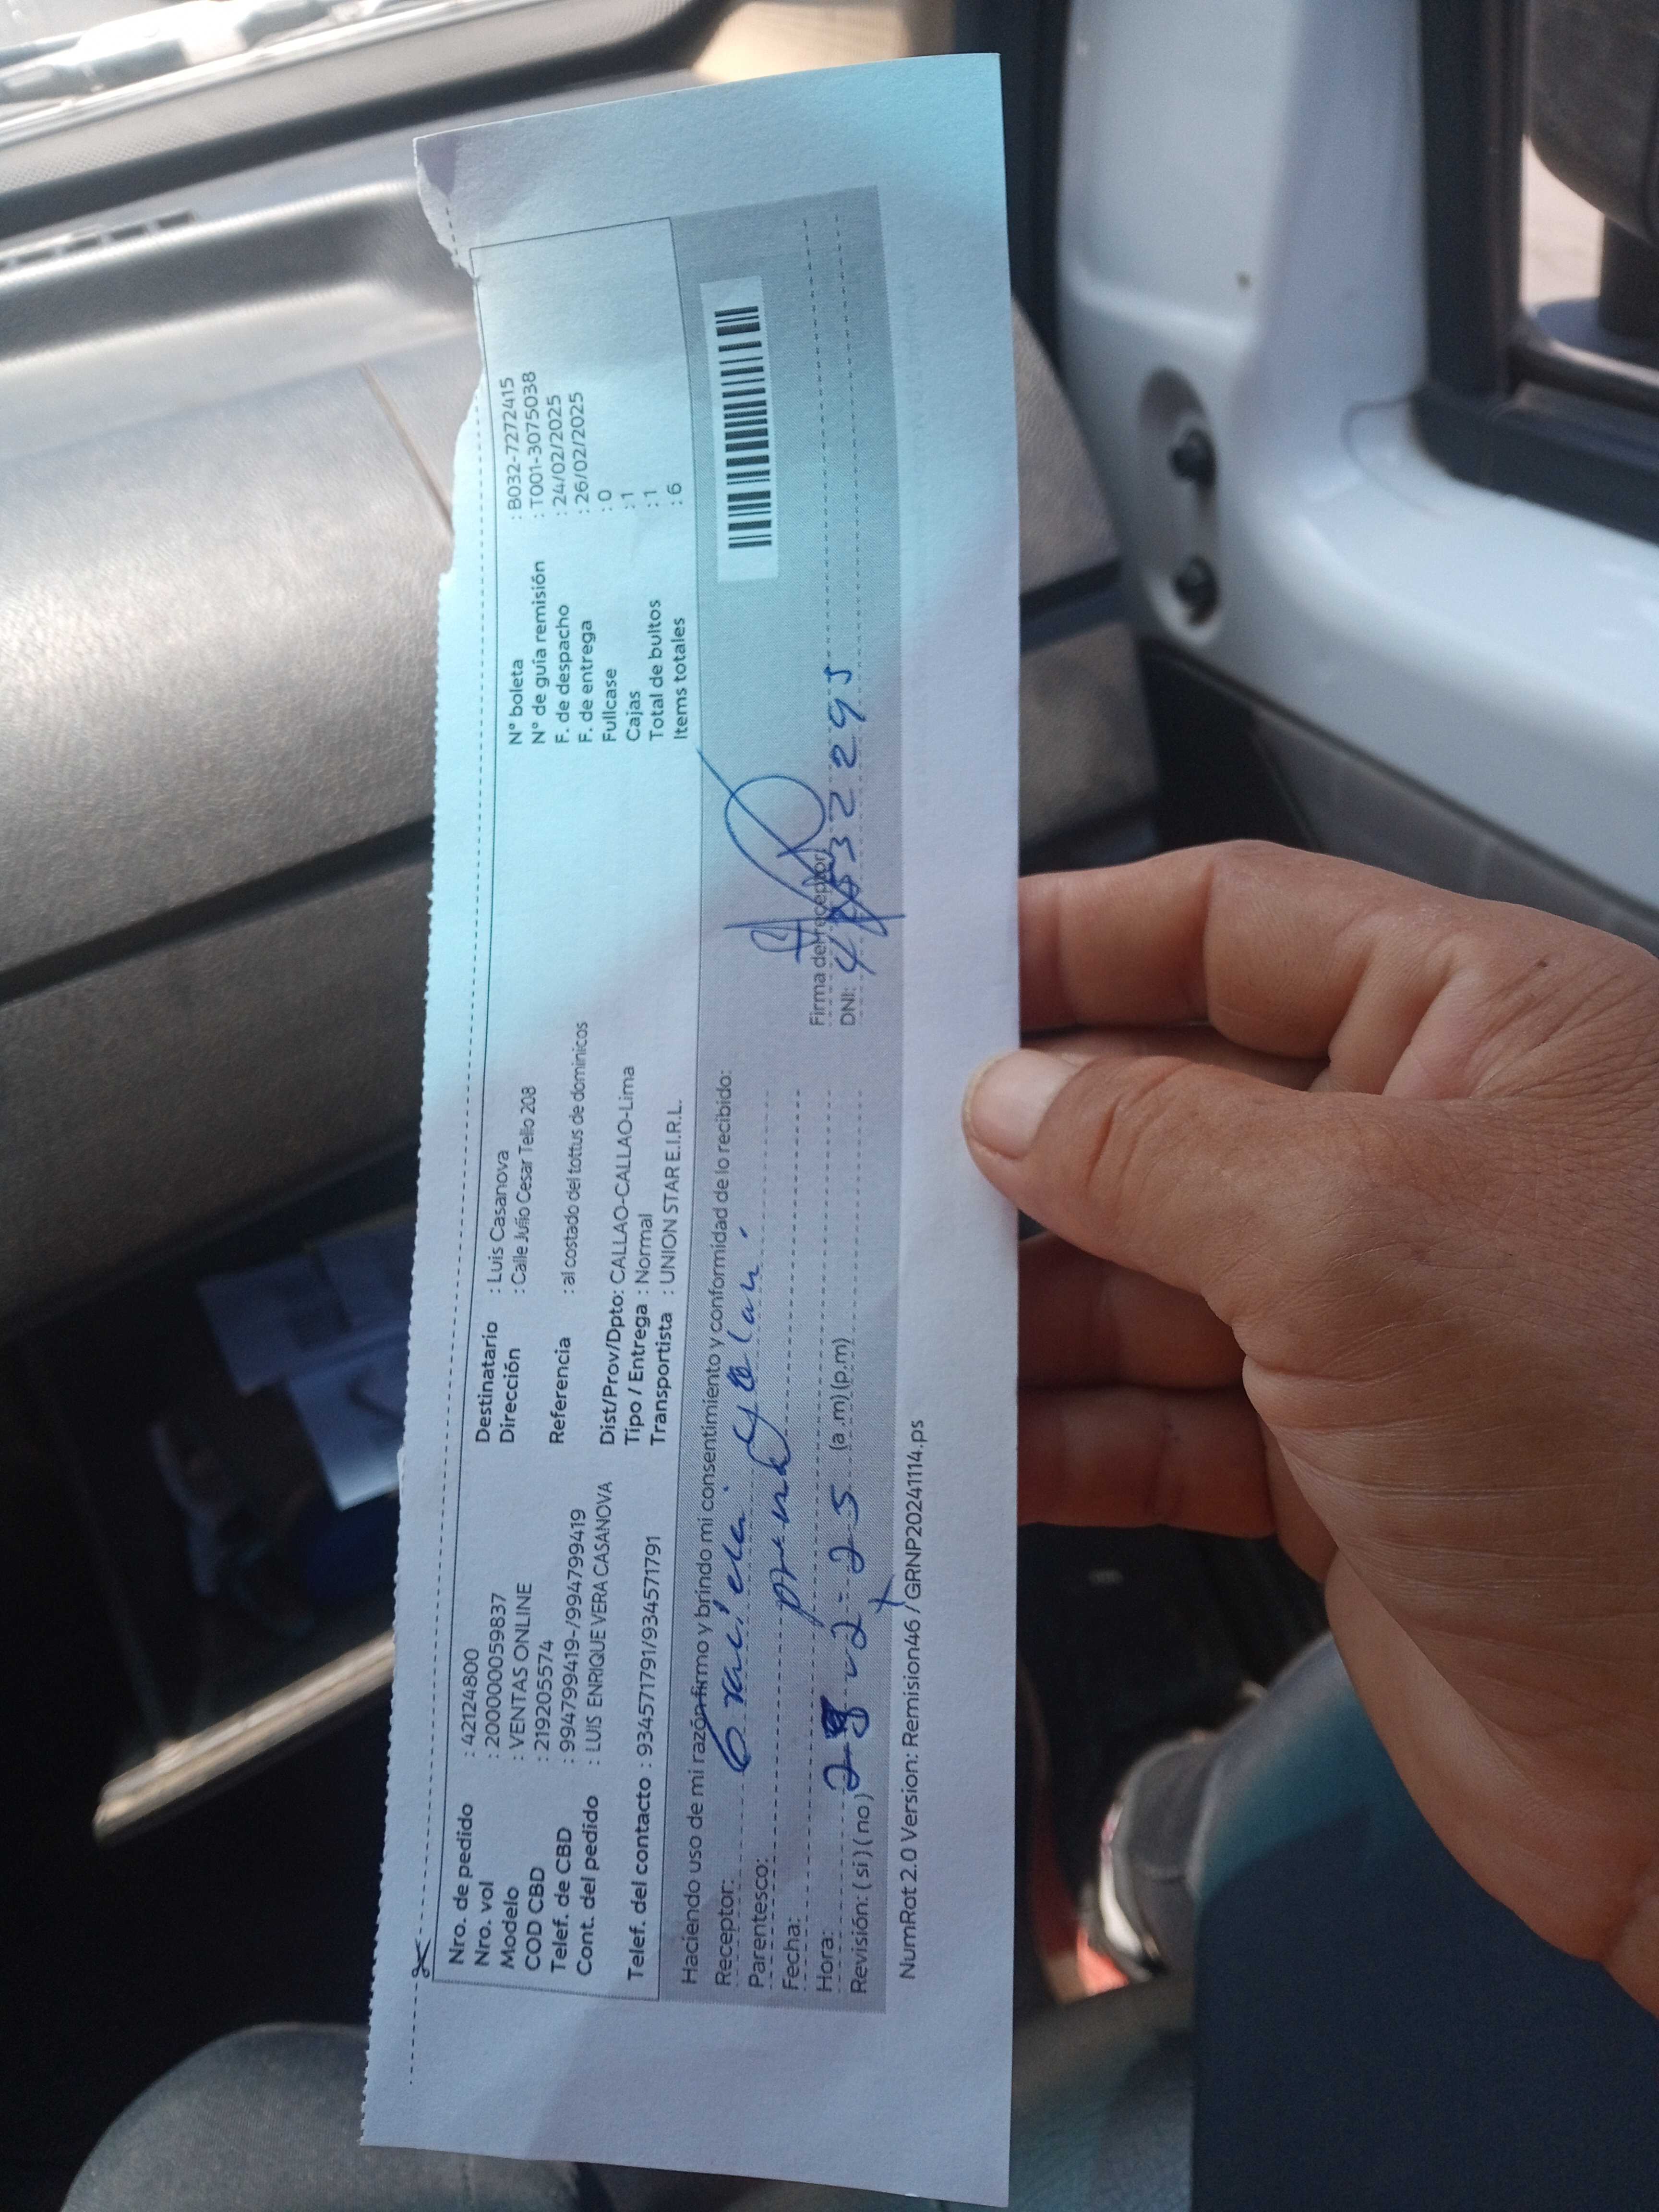 Nro. de pedido : 42124800
Nro. vol : 200000059837
Modelo : VENTAS ONLINE
COD CBD : 219205574
Telef. de CBD : 994799419-/994799419
Cont. del pedido : LUIS ENRIQUE VERA CASANOVA
Telef. del contacto : 934571791/934571791
Destinatario : Luis Casanova
Dirección : Calle Julio Cesar Tello 208
Referencia : al costado del tottus de dominicos
Dist/Prov/Dpto: CALLAO-CALLAO-Lima
Tipo / Entrega : Normal
Transportista : UNION STAR E.I.R.L.
N° boleta : B032-7272415
N° de guía remisión : T001-3075038
F. de despacho : 24/02/2025
F. de entrega : 26/02/2025
Fullcase : 0
Cajas : 1
Total de bultos : 1
Items totales : 6
Haciendo uso de mi razón firmo y brindo mi consentimiento y conformidad de lo recibido:
Receptor:
Parentesco:
Fecha:
Hora: (a.m) (p.m)
Revisión: ( si ) ( no )
Firma del receptor
DNI:
NumRot 2.0 Version: Remision46 / GRNP20241114.ps